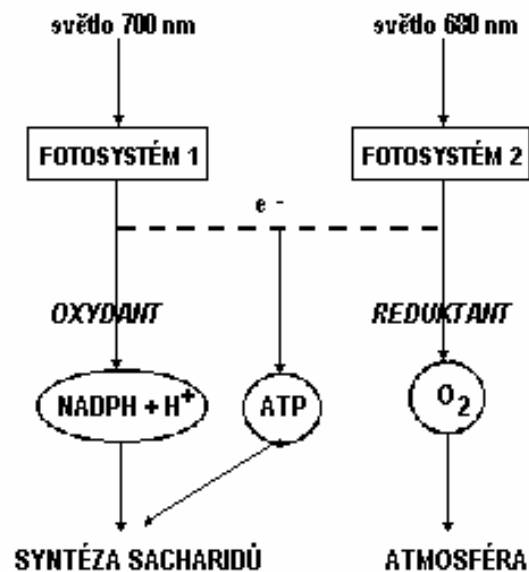 světlo 700 nm
světlo 680 nm
FOTOSYSTÉM 1
FOTOSYSTÉM 2
e -
OXYDANT
REDUKTANT
NADPH + H+
ATP
O2
SYNTÉZA SACHARIDŮ
ATMOSFÉRA